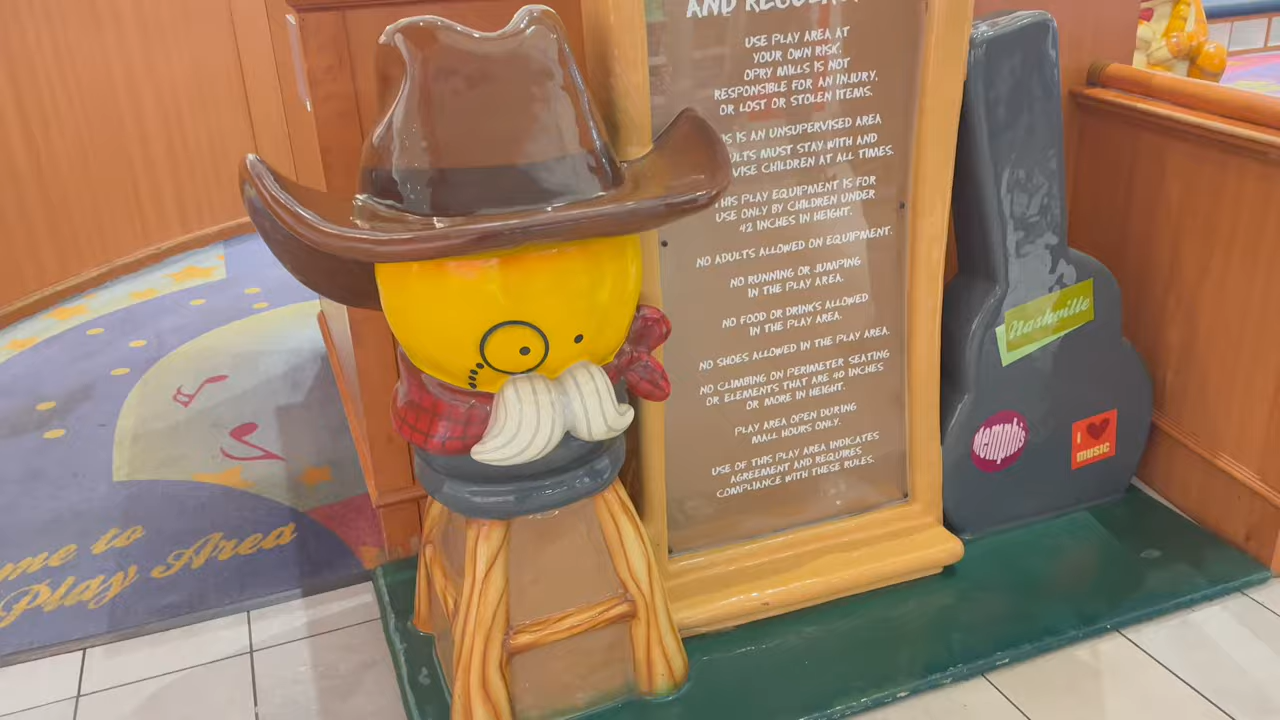 AND
USE PLAY AREA AT
YOUR OWN RISK.
OPRY MILLS IS NOT
RESPONSIBLE FOR AN INJURY,
OR LOST OR STOLEN ITEMS.
IS AN UNSUPERVISED AREA
MUST STAY WITH AND
CHILDREN AT ALL TIMES.
THIS PLAY EQUIPMENT IS FOR
USE ONLY BY CHILDREN UNDER
42 INCHES IN HEIGHT.
NO ADULTS ALLOWED ON EQUIPMENT.
NO RUNNING OR JUMPING
IN THE PLAY AREA.
NO FOOD OR DRINKS ALLOWED
IN THE PLAY AREA.
NO SHOES ALLOWED IN THE PLAY AREA.
NO CLIMBING ON PERIMETER SEATING
OR ELEMENTS THAT ARE 40 INCHES
OR MORE IN HEIGHT.
PLAY AREA OPEN DURING
MALL HOURS ONLY.
USE OF THIS PLAY AREA INDICATES
AGREEMENT AND REQUIRES
COMPLIANCE WITH THESE RULES.
Nashville
Memphis
I
music
to
Play Area